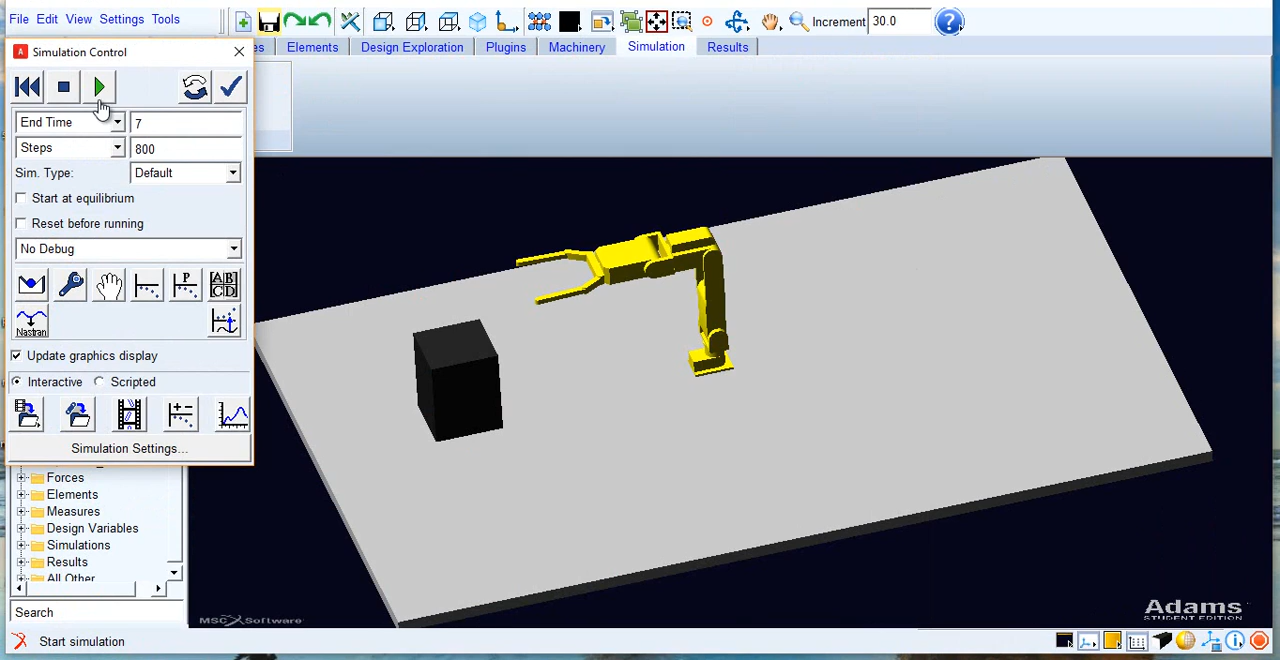 File Edit View Settings Tools
Increment 30.0
Simulation Control
es Elements Design Exploration Plugins Machinery Simulation Results
End Time 7
Steps 800
Sim. Type: Default
Start at equilibrium
Reset before running
No Debug
P
AB
CD
Nastran
Update graphics display
Interactive Scripted
Simulation Settings...
Forces
Elements
Measures
Design Variables
Simulations
Results
All Other
Search
MSC Software
Adams
STUDENT EDITION
Start simulation